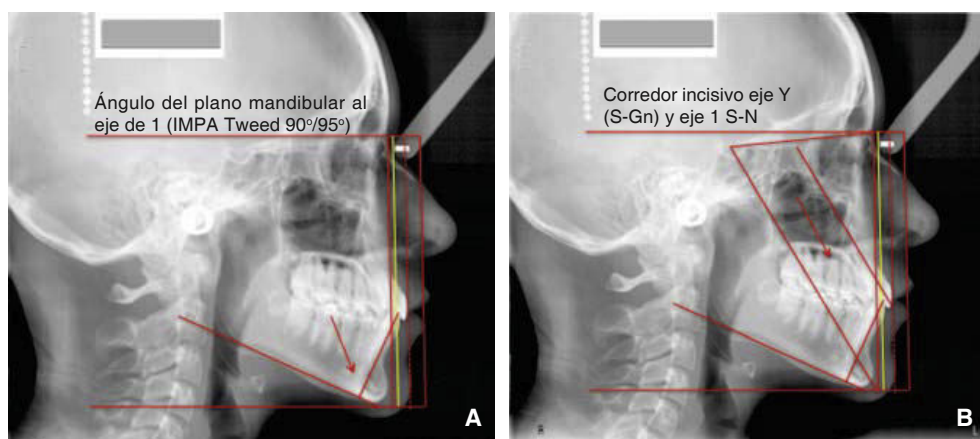 Ángulo del plano mandibular al
eje de 1 (IMPA Tweed 90º/95º)
A
Corredor incisivo eje Y
(S-Gn) y eje 1 S-N
B